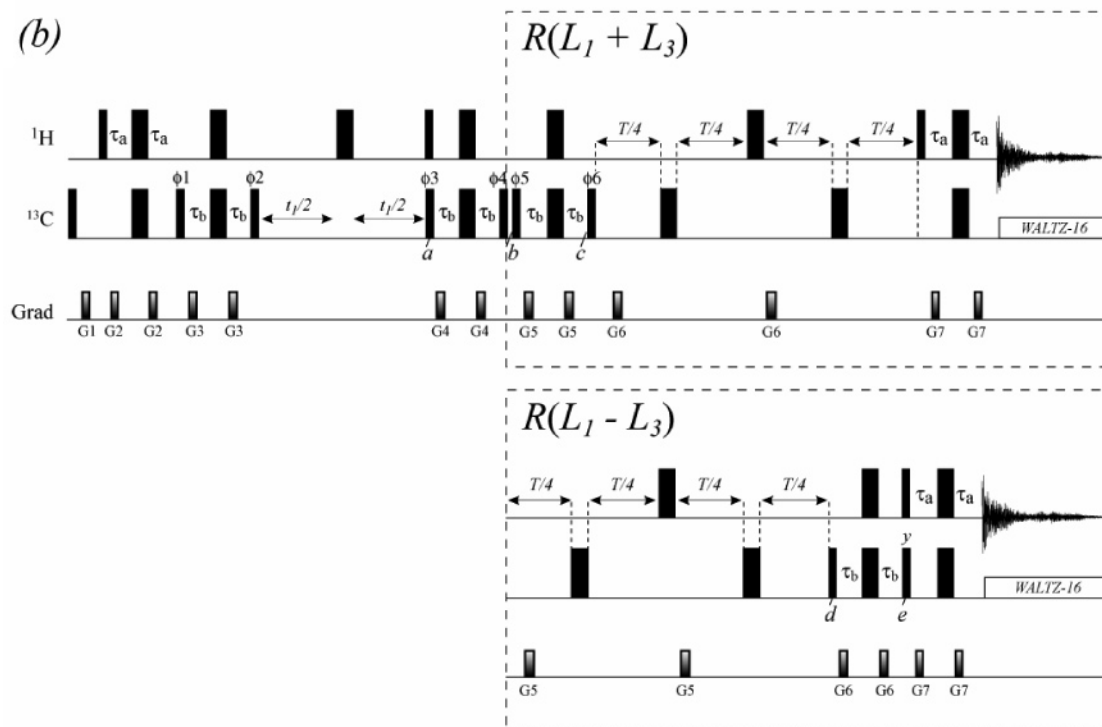 (b)
R(L₁ + L₃)
¹H τₐ τₐ T/4 T/4 T/4 T/4 τₐ τₐ
ϕ1 ϕ2 ϕ3 ϕ4 ϕ5 ϕ6
¹³C τb τb t₁/2 t₁/2 τb τb τb τb WALTZ-16
a b c
Grad
G1 G2 G2 G3 G3 G4 G4 G5 G5 G6 G6 G7 G7
R(L₁ - L₃)
T/4 T/4 T/4 T/4 τₐ τₐ
y
τb τb WALTZ-16
d e
G5 G5 G6 G6 G7 G7